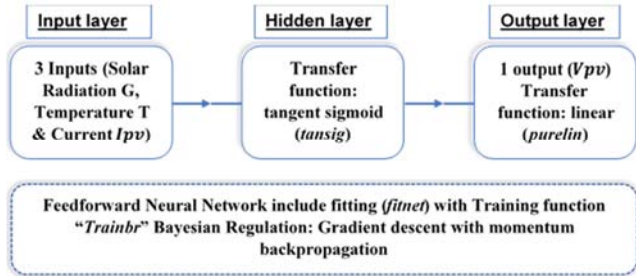 Input layer
Hidden layer
Output layer
3 Inputs (Solar
Radiation G,
Temperature T
& Current Ipv)
Transfer
function:
tangent sigmoid
(tansig)
1 output (Vpv)
Transfer
function: linear
(purelin)
Feedforward Neural Network include fitting (fitnet) with Training function
“Trainbr” Bayesian Regulation: Gradient descent with momentum
backpropagation